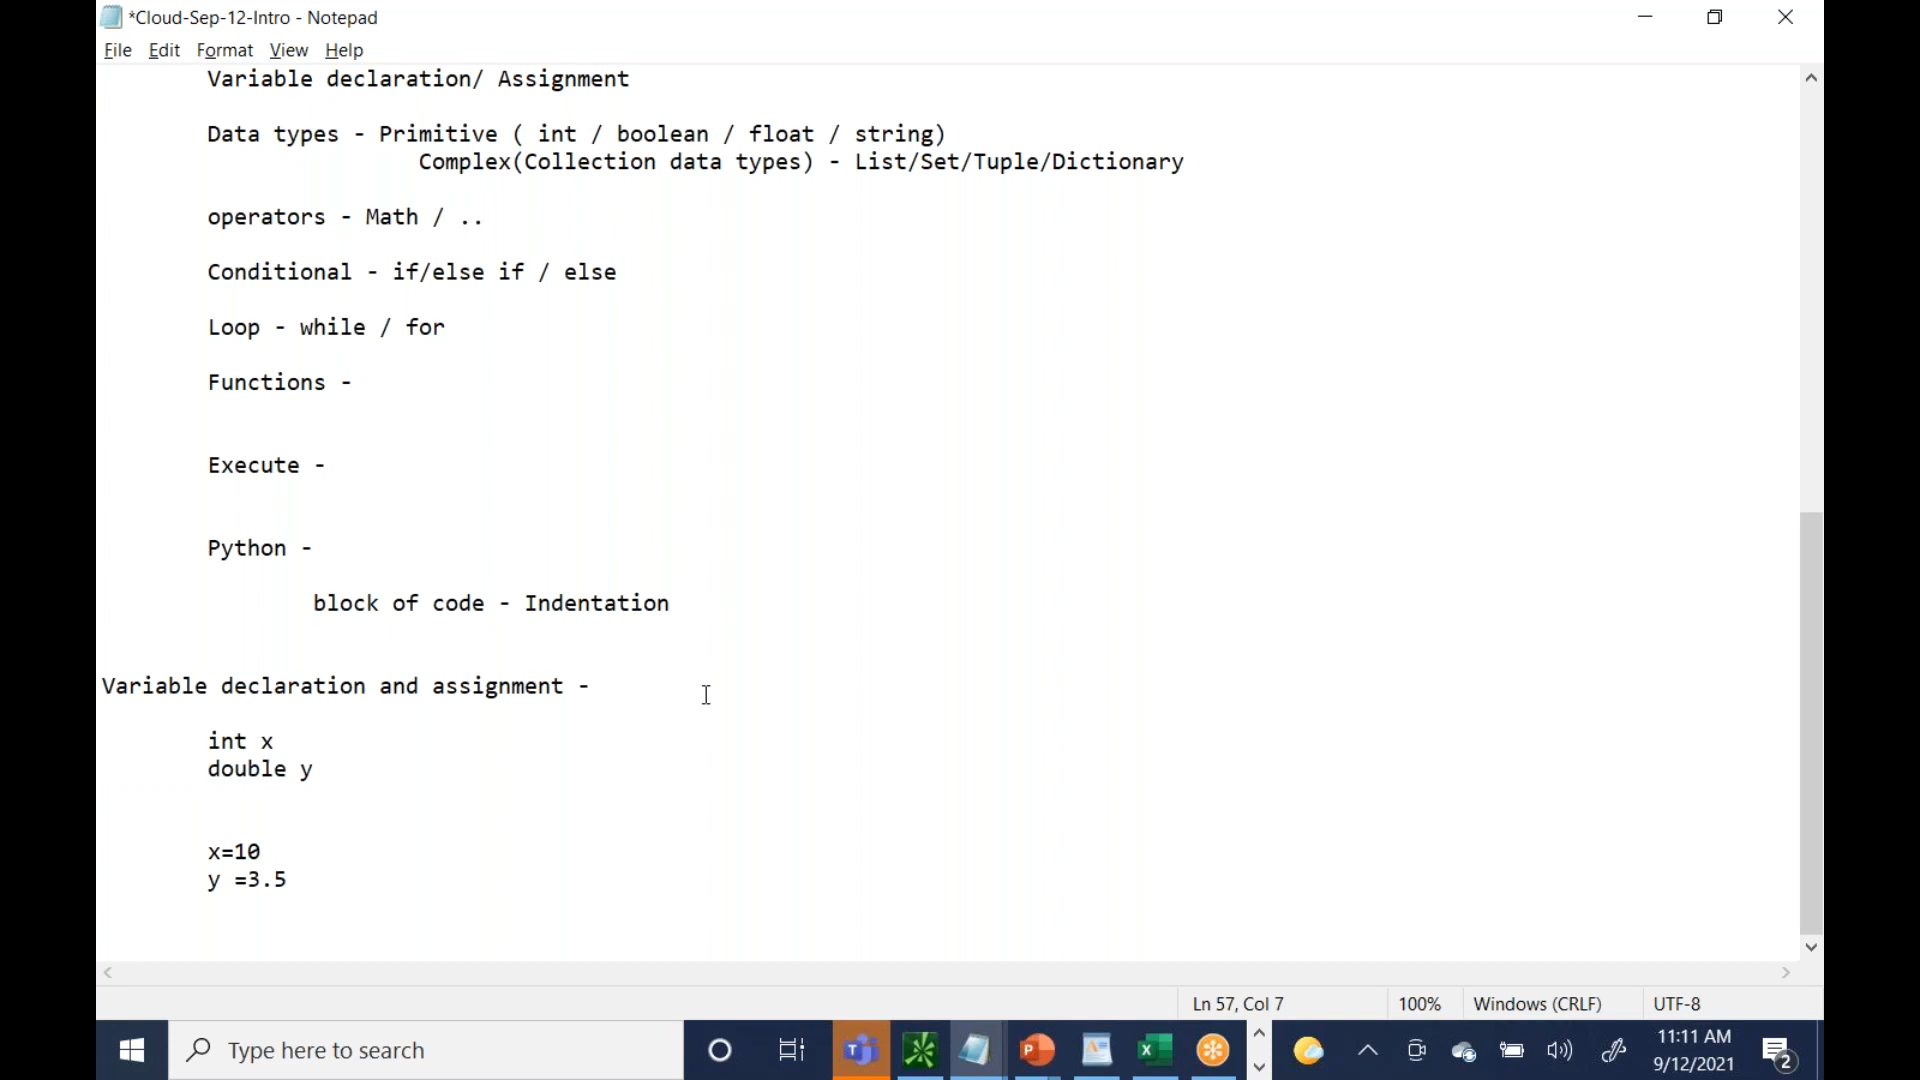 *Cloud-Sep-12-Intro - Notepad
File Edit Format View Help
Variable declaration/ Assignment
Data types - Primitive ( int / boolean / float / string)
Complex(Collection data types) - List/Set/Tuple/Dictionary
operators - Math / ..
Conditional - if/else if / else
Loop - while / for
Functions -
Execute -
Python -
block of code - Indentation
Variable declaration and assignment -
int x
double y
x=10
y =3.5
Ln 57, Col 7 100% Windows (CRLF) UTF-8
Type here to search
11:11 AM
9/12/2021
2